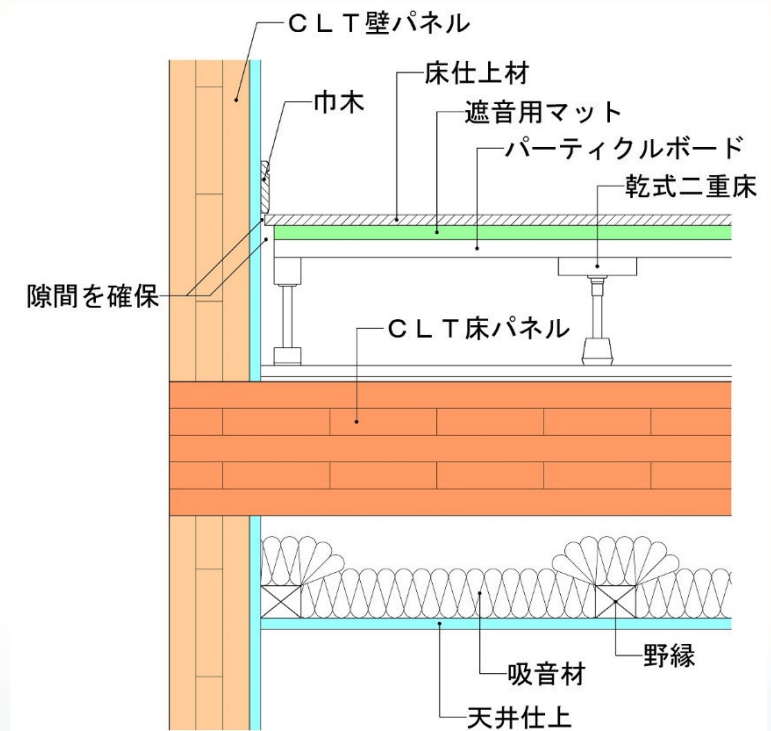 ＣＬＴ壁パネル
床仕上材
巾木
遮音用マット
パーティクルボード
乾式二重床
隙間を確保
ＣＬＴ床パネル
野縁
吸音材
天井仕上